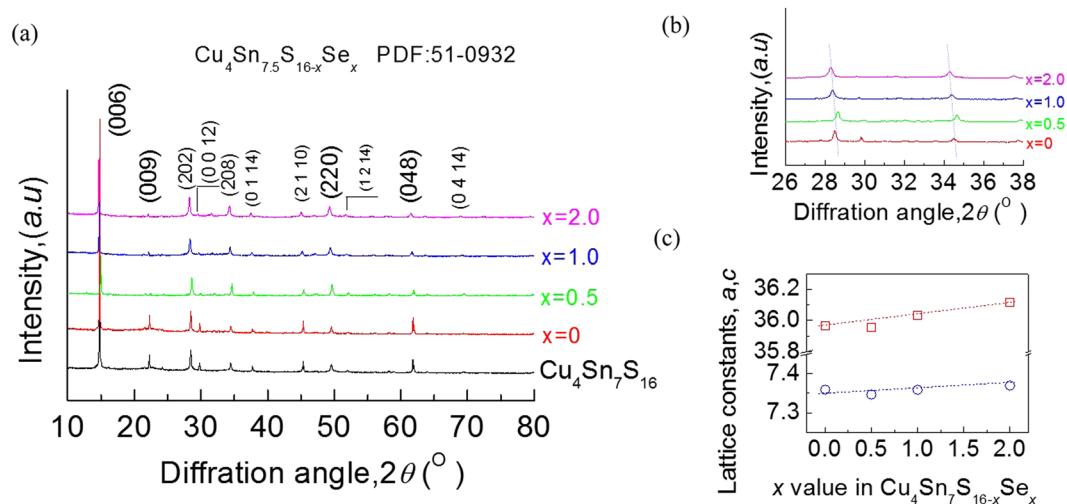 (a)
Cu4Sn7.5S16-xSex PDF:51-0932
Intensity,(a.u)
(006)
(009)
(202)
(0 0 12)
(208)
(0 1 14)
(2 1 10)
(220)
(1 2 14)
(048)
(0 4 14)
x=2.0
x=1.0
x=0.5
x=0
Cu4Sn7S16
10 20 30 40 50 60 70 80
Diffration angle,2θ(O)
(b)
Intensity,(a.u)
x=2.0
x=1.0
x=0.5
x=0
26 28 30 32 34 36 38
Diffration angle,2θ(O)
(c)
Lattice constants, a,c
36.2
36.0
35.8
7.4
7.3
0.0 0.5 1.0 1.5 2.0
x value in Cu4Sn7S16-xSex